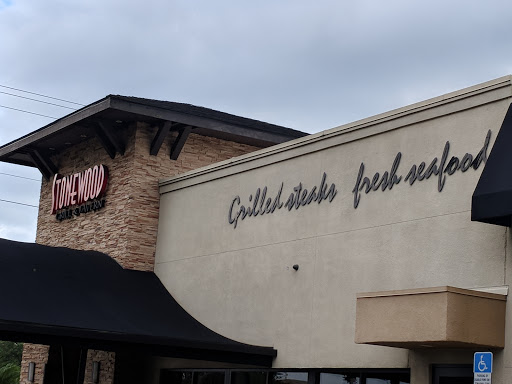 STONEWOOD
GRILL & TAVERN
Grilled steaks fresh seafood